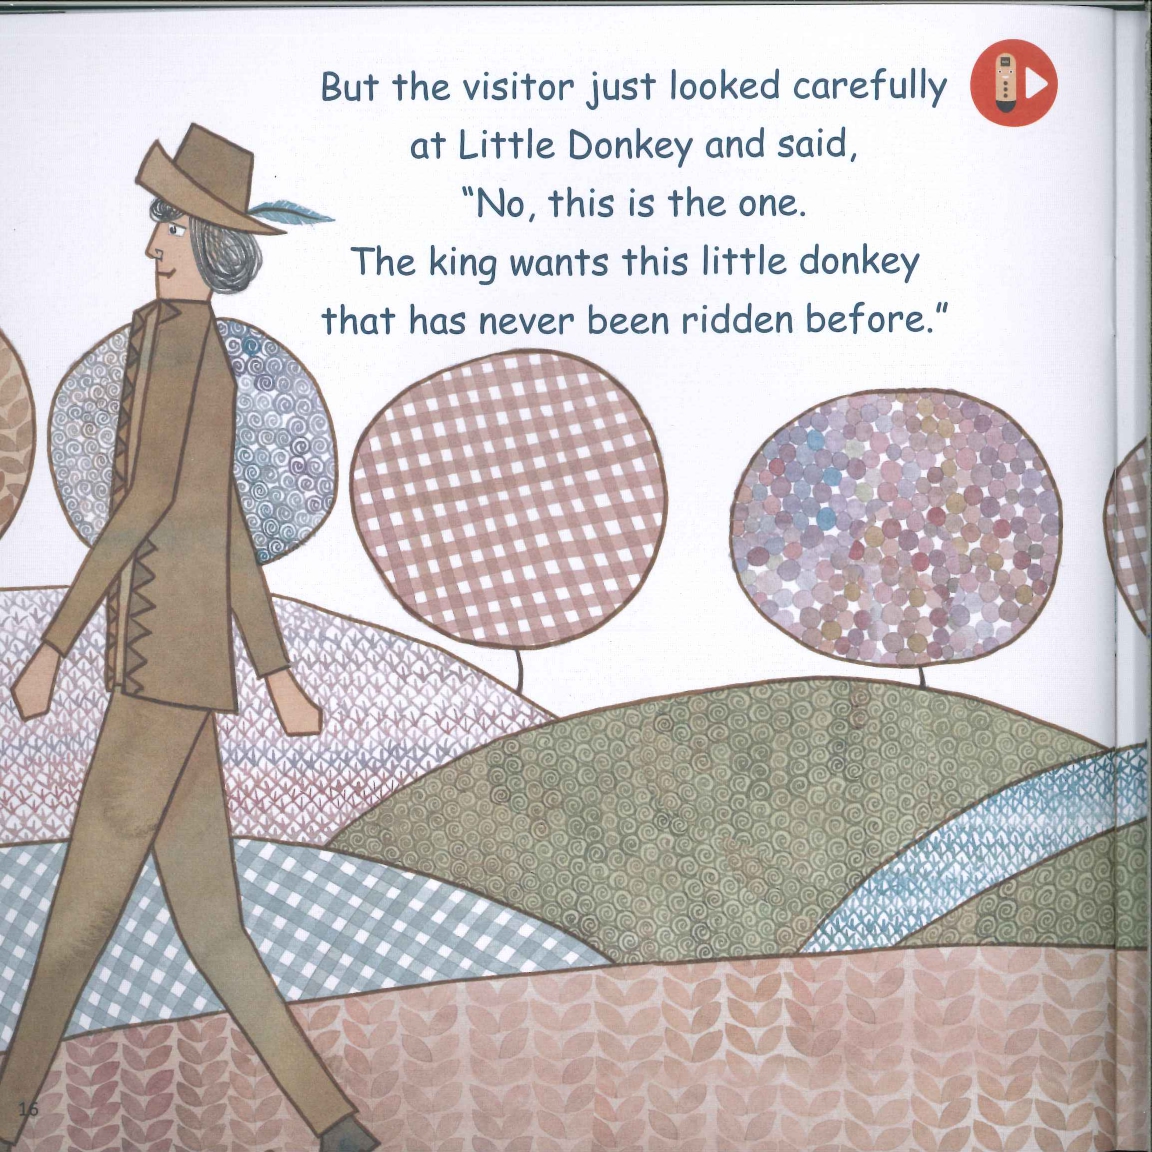 But the visitor just looked carefully
at Little Donkey and said,
“No, this is the one.
The king wants this little donkey
that has never been ridden before.”
16